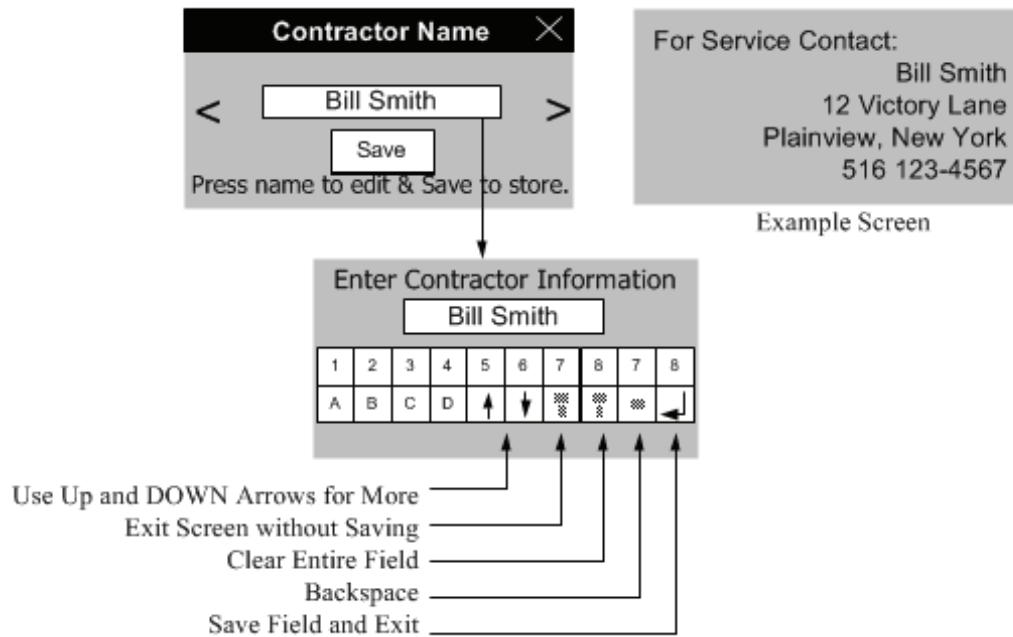 Contractor Name
< Bill Smith >
Save
Press name to edit & Save to store.
For Service Contact:
Bill Smith
12 Victory Lane
Plainview, New York
516 123-4567
Example Screen
Enter Contractor Information
Bill Smith
1 2 3 4 5 6 7 8 7 8
A B C D
Use Up and DOWN Arrows for More
Exit Screen without Saving
Clear Entire Field
Backspace
Save Field and Exit